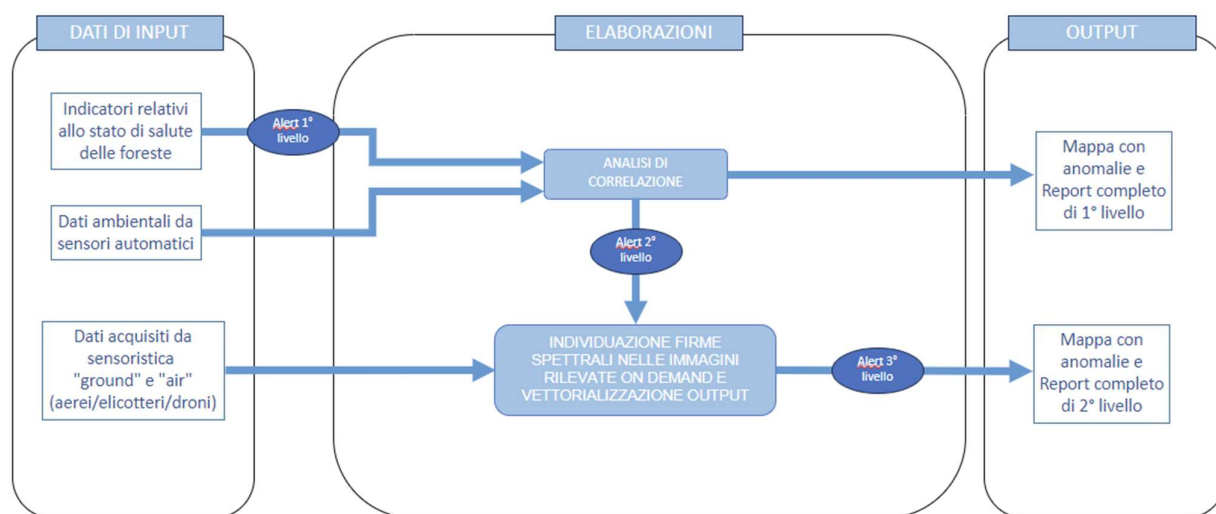 DATI DI INPUT
ELABORAZIONI
OUTPUT
Indicatori relativi
allo stato di salute
delle foreste
Alert 1°
livello
Dati ambientali da
sensori automatici
ANALISI DI
CORRELAZIONE
Mappa con
anomalie e
Report completo
di 1° livello
Alert 2°
livello
Dati acquisiti da
sensoristica
"ground" e "air"
(aerei/elicotteri/droni)
INDIVIDUAZIONE FIRME
SPETTRALI NELLE IMMAGINI
RILEVATE ON DEMAND E
VETTORIALIZZAZIONE OUTPUT
Alert 3°
livello
Mappa con
anomalie e
Report completo
di 2° livello